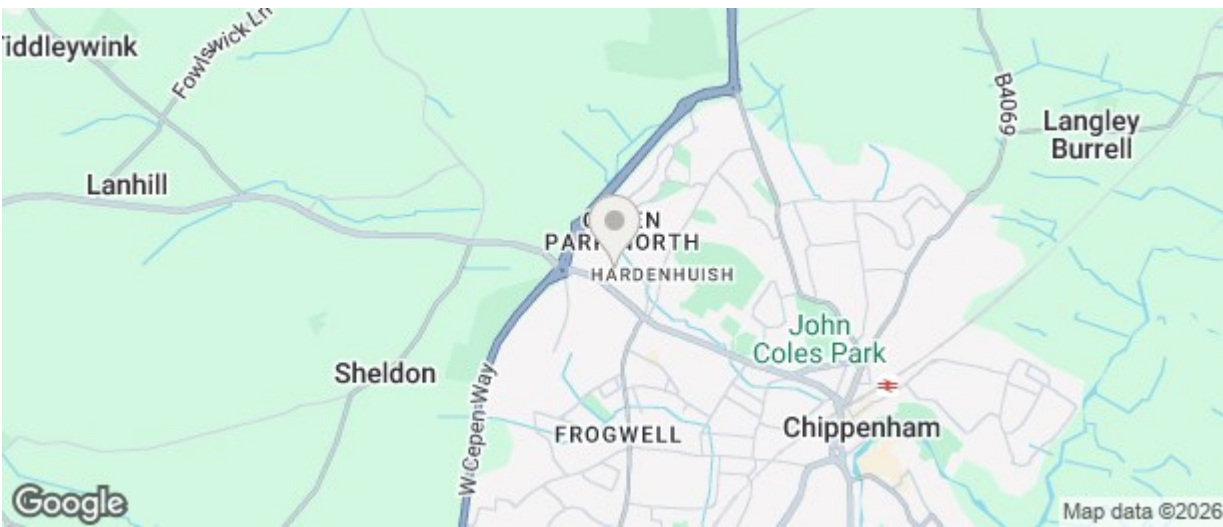 iddleywink
Fowlswick Ln
B4069
Langley
Burrell
Lanhill
PARK NORTH
HARDENHUISH
John
Coles Park
Sheldon
W Cepen Way
FROGWELL
Chippenham
Google
Map data ©2026